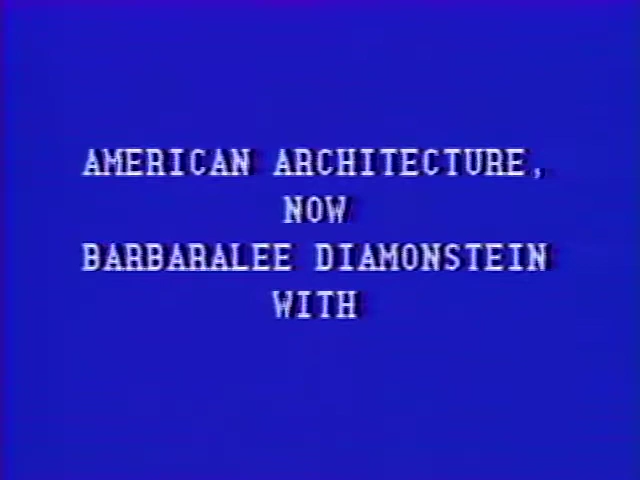 AMERICAN ARCHITECTURE,
NOW
BARBARALEE DIAMONSTEIN
WITH